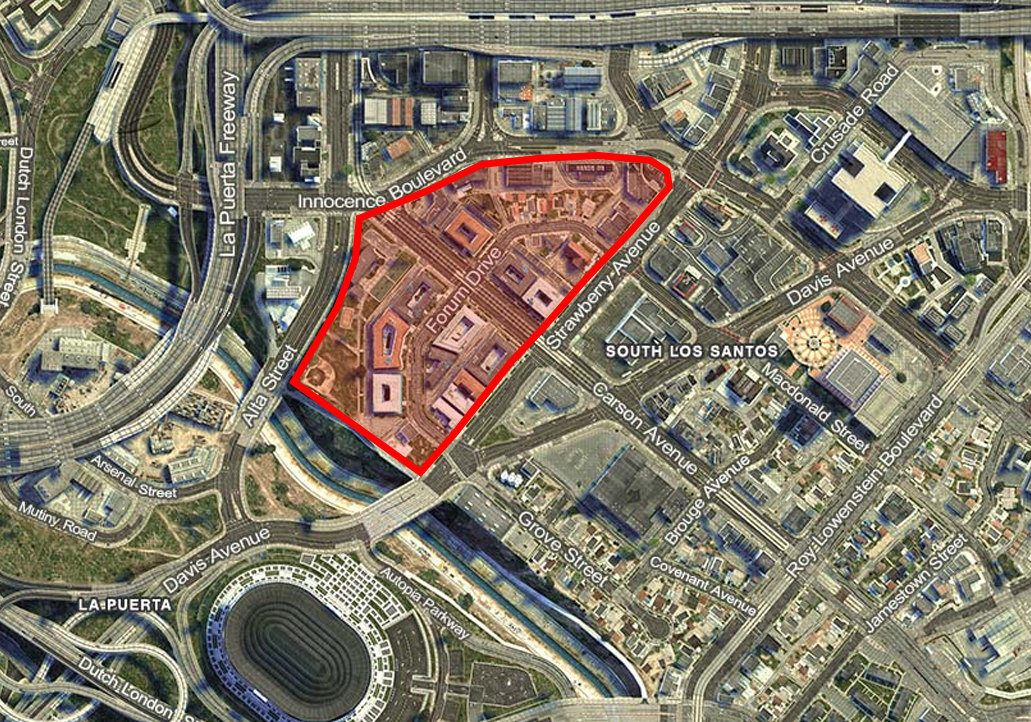 La Puerta Freeway
Crusade Road
Dutch London Street
Innocence Boulevard
Strawberry Avenue
Forum Drive
Davis Avenue
SOUTH LOS SANTOS
Alta Street
Macdonald Street
Carson Avenue
South
Roy Lowenstein Boulevard
Arsenal Street
Brouge Avenue
Mutiny Road
Grove Street
Davis Avenue
Covenant Avenue
Jamestown Street
Autopia Parkway
LA PUERTA
Dutch London